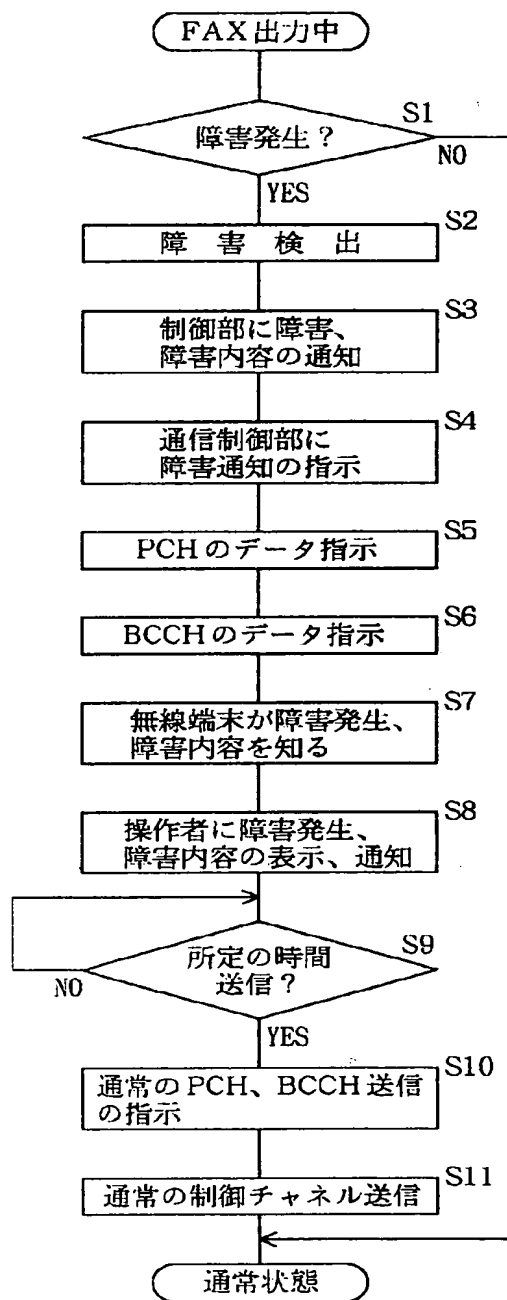 FAX出力中
S1
障害発生?
NO
YES
S2
障害検出
S3
制御部に障害、
障害内容の通知
S4
通信制御部に
障害通知の指示
S5
PCHのデータ指示
S6
BCCHのデータ指示
S7
無線端末が障害発生、
障害内容を知る
S8
操作者に障害発生、
障害内容の表示、通知
S9
所定の時間
送信?
NO
YES
S10
通常のPCH、BCCH送信
の指示
S11
通常の制御チャネル送信
通常状態